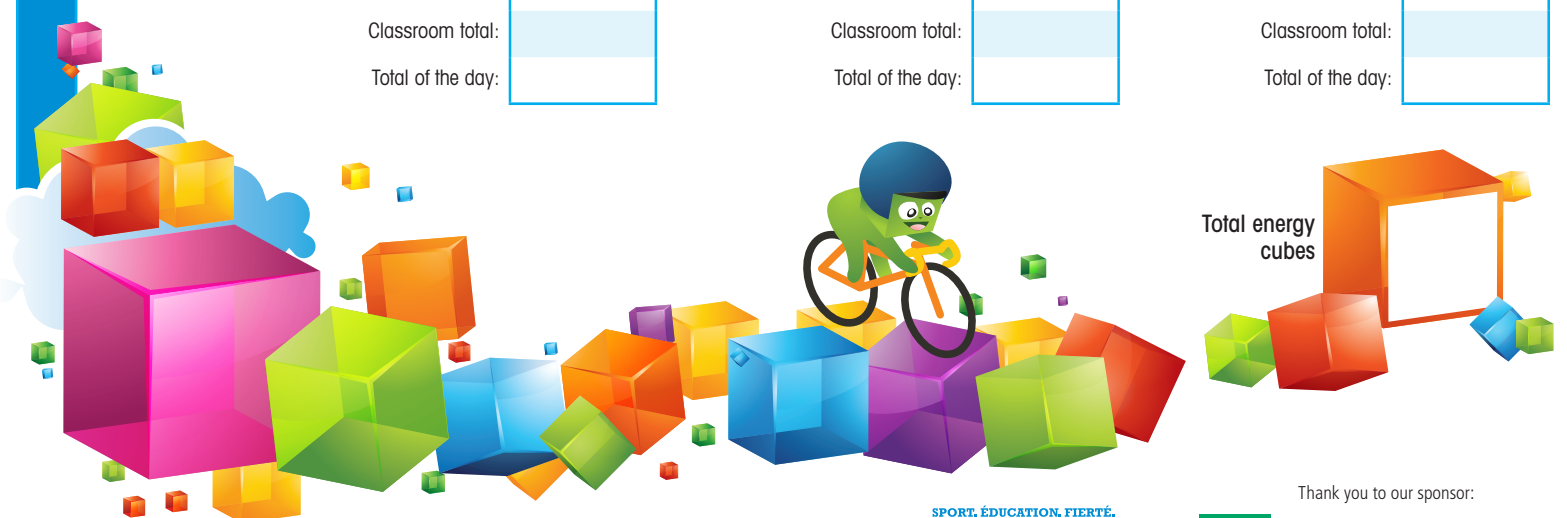 Classroom total:
Classroom total:
Classroom total:
Total of the day:
Total of the day:
Total of the day:
Total energy
cubes
Thank you to our sponsor:
SPORT. ÉDUCATION. FIERTÉ.